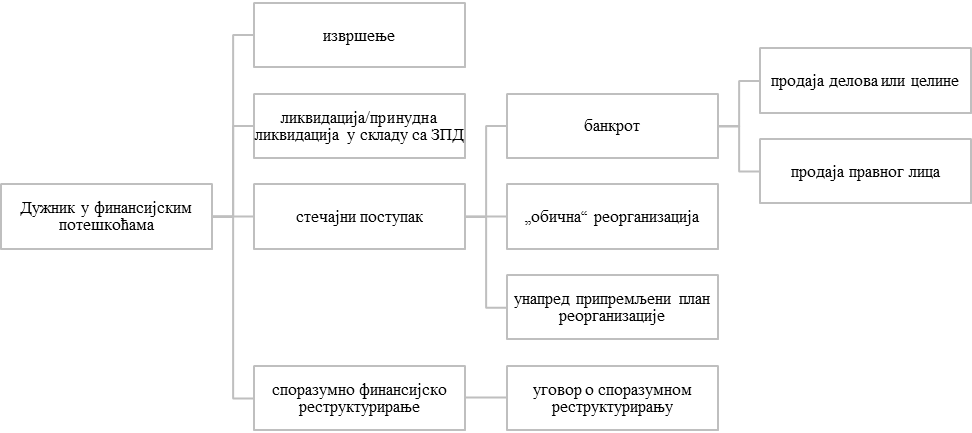 Дужник у финансијским
потешкоћама
извршење
ликвидација/принудна
ликвидација у складу са ЗПД
стечајни поступак
споразумно финансијско
реструктурирање
банкрот
„обична“ реорганизација
унапред припремљени план
реорганизације
уговор о споразумном
реструктурирању
продаја делова или целине
продаја правног лица